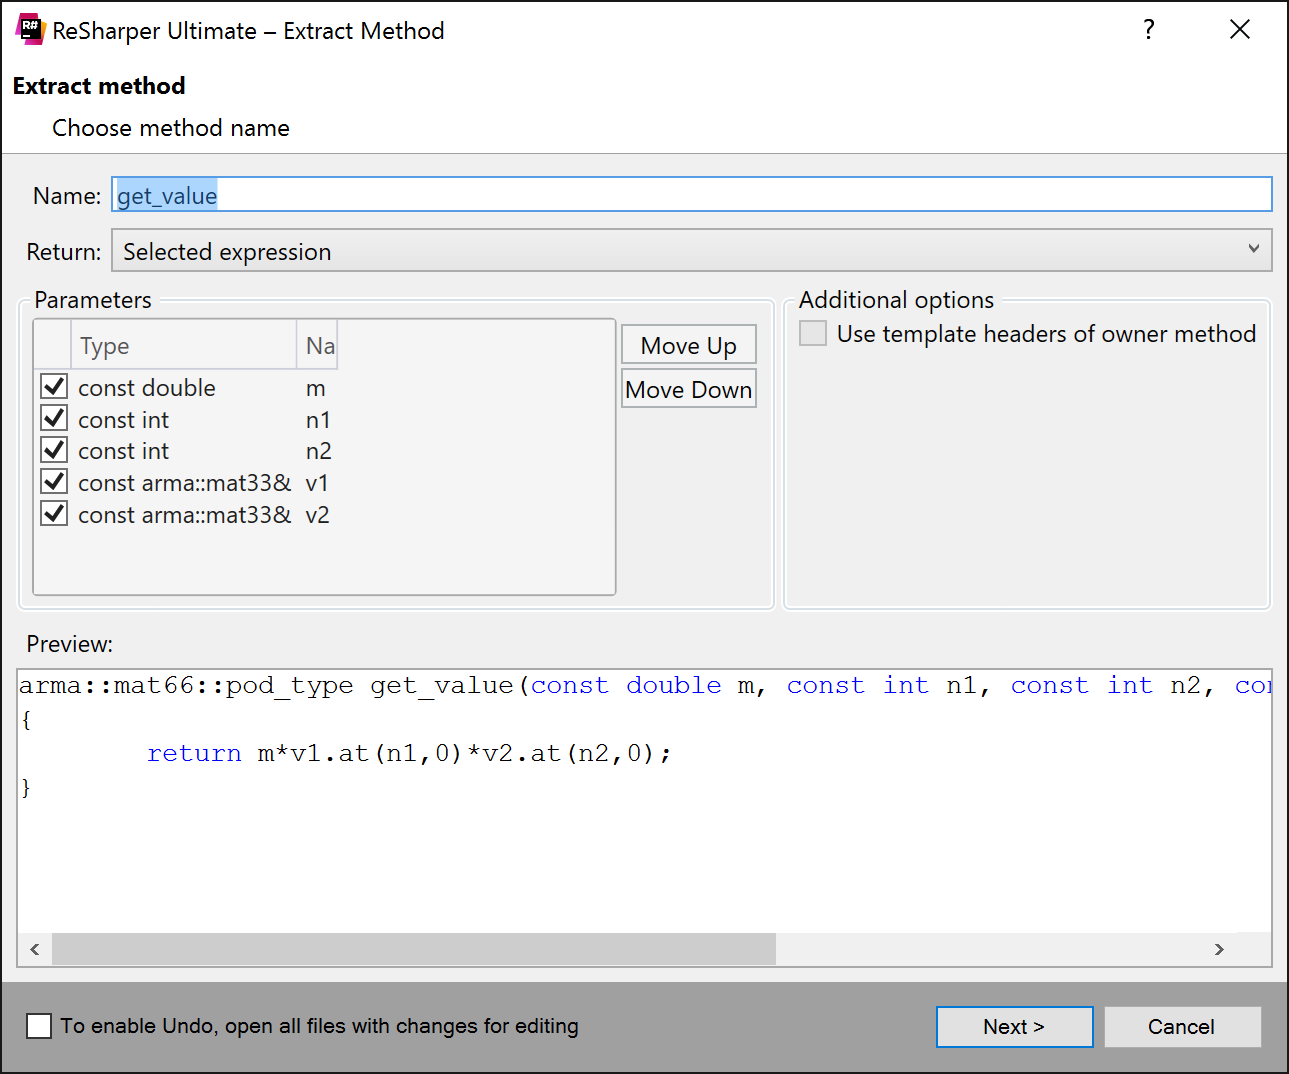 R#
ReSharper Ultimate – Extract Method
?
Extract method
Choose method name
Name: get_value
Return: Selected expression
Parameters
Type Na
const double m
const int n1
const int n2
const arma::mat33& v1
const arma::mat33& v2
Move Up
Move Down
Additional options
Use template headers of owner method
Preview:
arma::mat66::pod_type get_value(const double m, const int n1, const int n2, con
{
return m*v1.at(n1,0)*v2.at(n2,0);
}
To enable Undo, open all files with changes for editing
Next >
Cancel